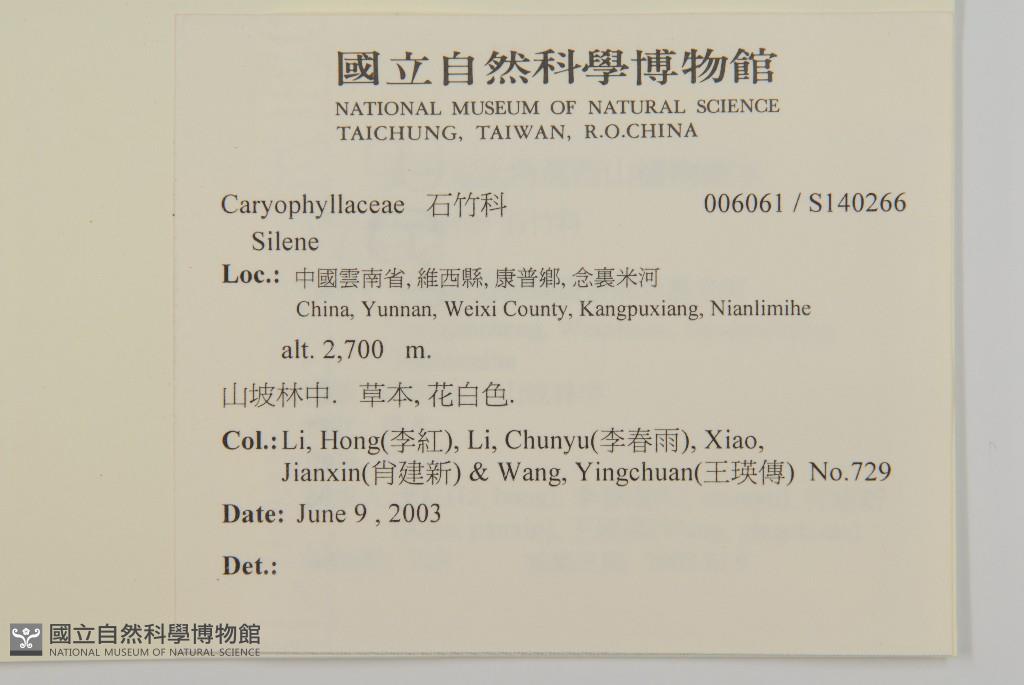 國立自然科學博物館
NATIONAL MUSEUM OF NATURAL SCIENCE
TAICHUNG, TAIWAN, R.O.CHINA
Caryophyllaceae 石竹科 006061 / S140266
Silene
Loc.: 中國雲南省, 維西縣, 康普鄉, 念裏米河
China, Yunnan, Weixi County, Kangpuxiang, Nianlimihe
alt. 2,700 m.
山坡林中. 草本, 花白色.
Col.: Li, Hong(李紅), Li, Chunyu(李春雨), Xiao,
Jianxin(肖建新) & Wang, Yingchuan(王瑛傳) No.729
Date: June 9 , 2003
Det.:
國立自然科學博物館
NATIONAL MUSEUM OF NATURAL SCIENCE